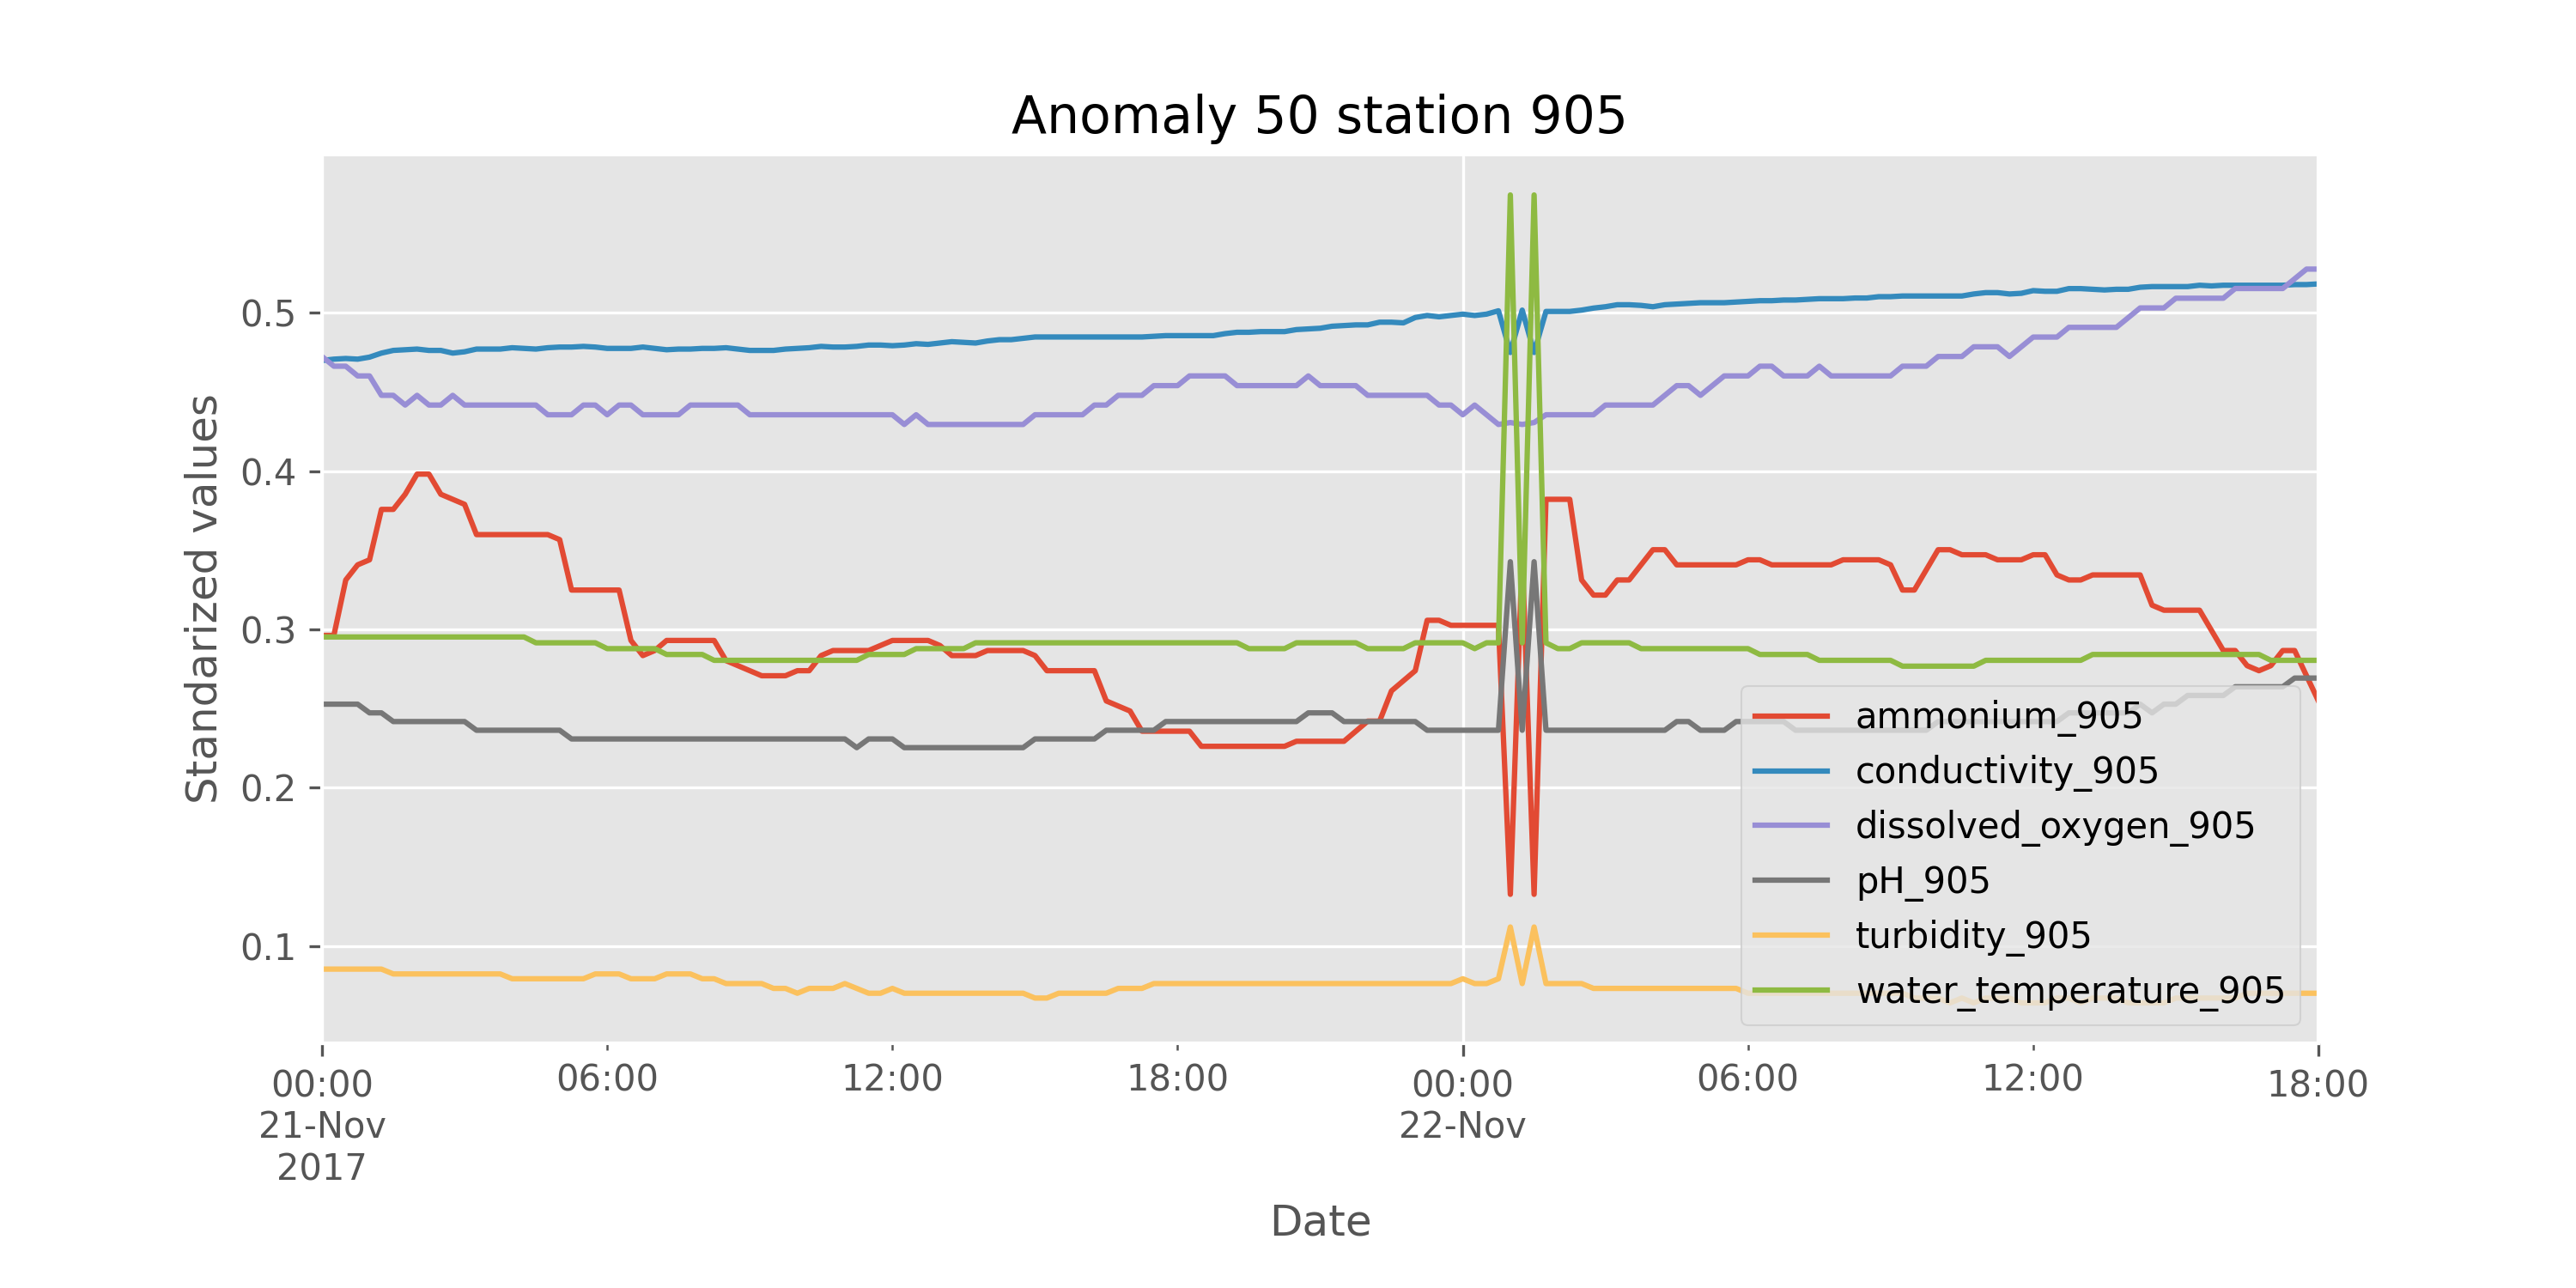 Anomaly 50 station 905
Standarized values
0.5
0.4
0.3
0.2
0.1
ammonium_905
conductivity_905
dissolved_oxygen_905
pH_905
turbidity_905
water_temperature_905
00:00 06:00 12:00 18:00 00:00 06:00 12:00 18:00
21-Nov 22-Nov
2017
Date